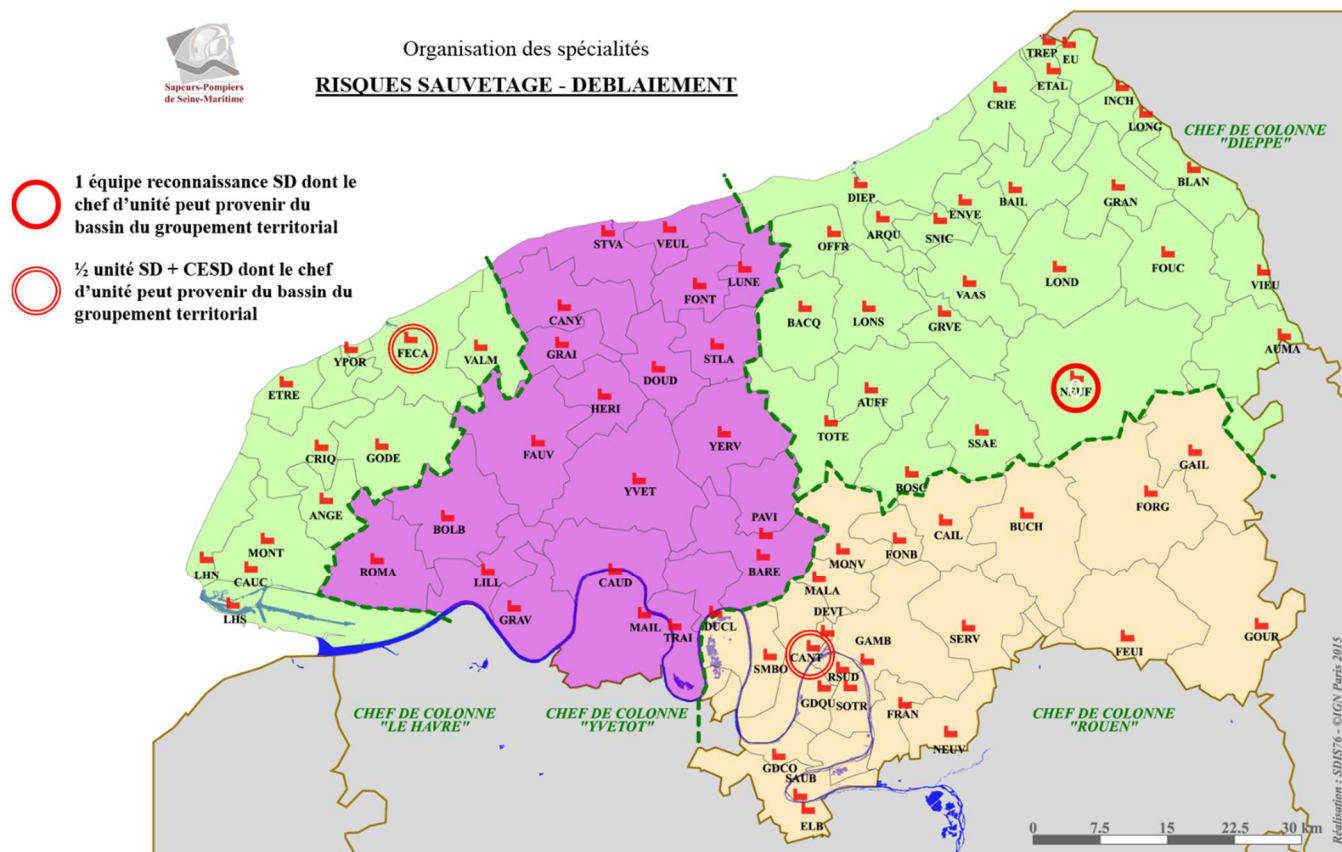 Sapeurs-Pompiers
de Seine-Maritime
Organisation des spécialités
RISQUES SAUVETAGE - DEBLAIEMENT
1 équipe reconnaissance SD dont le
chef d’unité peut provenir du
bassin du groupement territorial
½ unité SD + CESD dont le chef
d’unité peut provenir du bassin du
groupement territorial
TREP
EU
ETAL
CRIE
INCH
LONG
CHEF DE COLONNE
"DIEPPE"
BLAN
DIEP
ENVE
BAIL
GRAN
ARQU
SNIC
OFFR
STVA
VEUL
LUNE
FONT
VAAS
LOND
FOUC
VIEU
CANY
BACQ
LONS
GRVE
AUMA
YPOR
FECA
VALM
GRAI
STLA
DOUD
ETRE
HERI
AUFF
NEUF
TOTE
SSAE
CRIQ
GODE
FAUV
YERV
GAIL
YVET
BOSC
FORG
ANGE
BOLB
PAVI
CAIL
BUCH
MONT
FONB
MONV
LHN
CAUC
ROMA
LILL
CAUD
BARE
MALA
LHS
GRAV
MAIL
TRAI
DUCL
DEVI
GAMB
SERV
FEUI
GOUR
SMBO
CANT
RSUD
GDQU
SOTR
FRAN
NEUV
CHEF DE COLONNE
"LE HAVRE"
CHEF DE COLONNE
"YVETOT"
CHEF DE COLONNE
"ROUEN"
GDCO
SAUB
ELB
0 7.5 15 22.5 30 km
Réalisation : SDIS76 - ©IGN Paris 2015